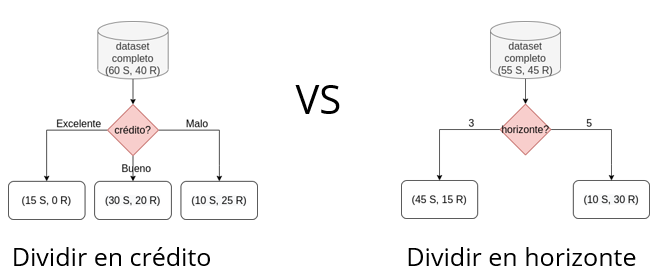 dataset
completo
(60 S, 40 R)
crédito?
Excelente
Malo
Bueno
(15 S, 0 R)
(30 S, 20 R)
(10 S, 25 R)
Dividir en crédito
VS
dataset
completo
(55 S, 45 R)
horizonte?
3
5
(45 S, 15 R)
(10 S, 30 R)
Dividir en horizonte